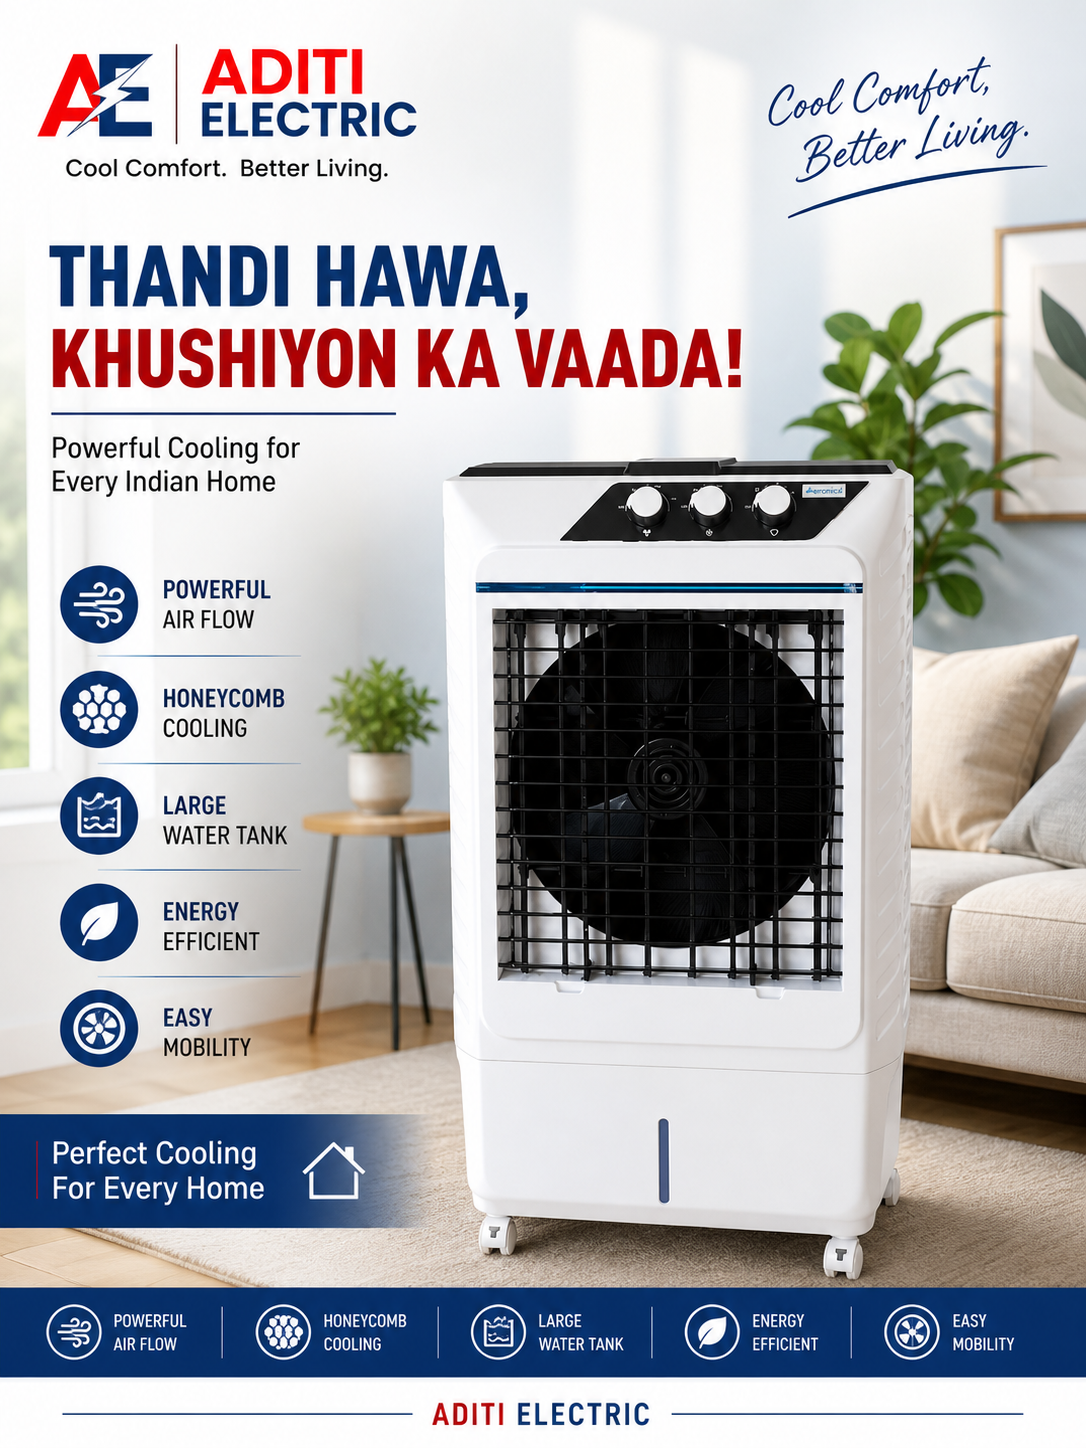 AE
ADITI
ELECTRIC
Cool Comfort. Better Living.
Cool Comfort,
Better Living.
THANDI HAWA,
KHUSHIYON KA VAADA!
Powerful Cooling for
Every Indian Home
POWERFUL
AIR FLOW
HONEYCOMB
COOLING
LARGE
WATER TANK
ENERGY
EFFICIENT
EASY
MOBILITY
Perfect Cooling
For Every Home
POWERFUL
AIR FLOW
HONEYCOMB
COOLING
LARGE
WATER TANK
ENERGY
EFFICIENT
EASY
MOBILITY
ADITI ELECTRIC